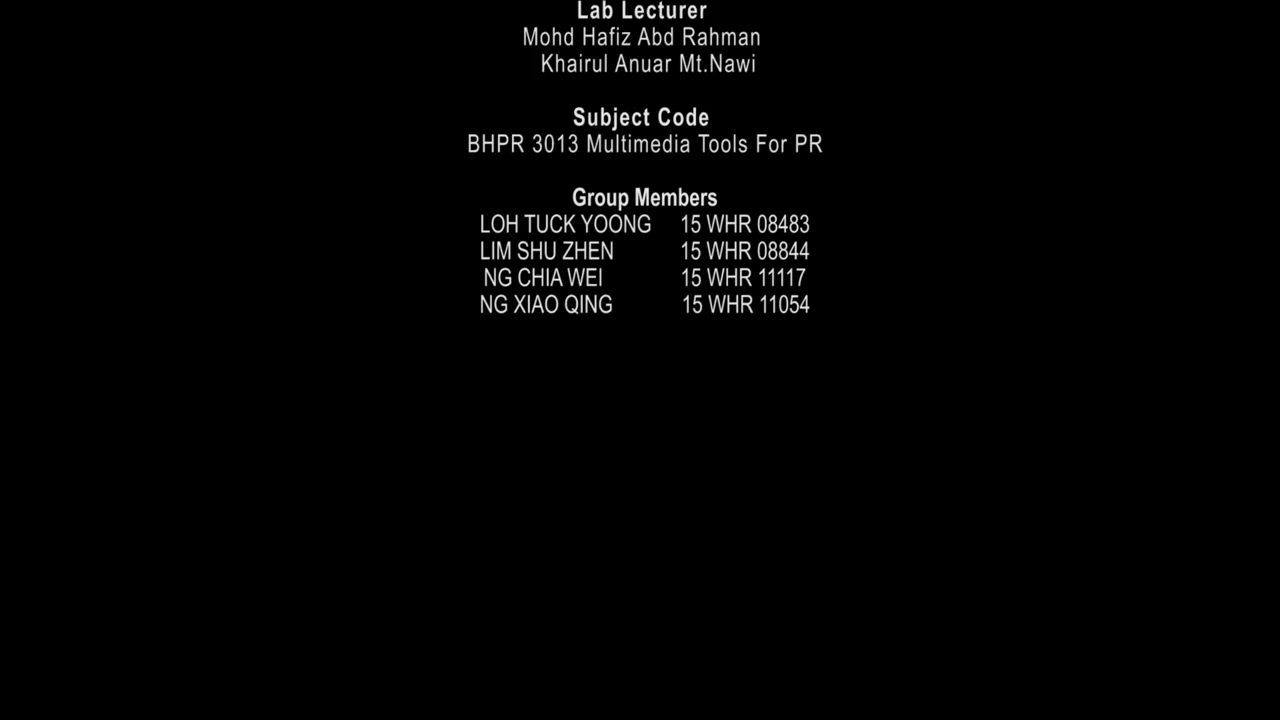 Lab Lecturer
Mohd Hafiz Abd Rahman
Khairul Anuar Mt.Nawi
Subject Code
BHPR 3013 Multimedia Tools For PR
Group Members
LOH TUCK YOONG 15 WHR 08483
LIM SHU ZHEN 15 WHR 08844
NG CHIA WEI 15 WHR 11117
NG XIAO QING 15 WHR 11054